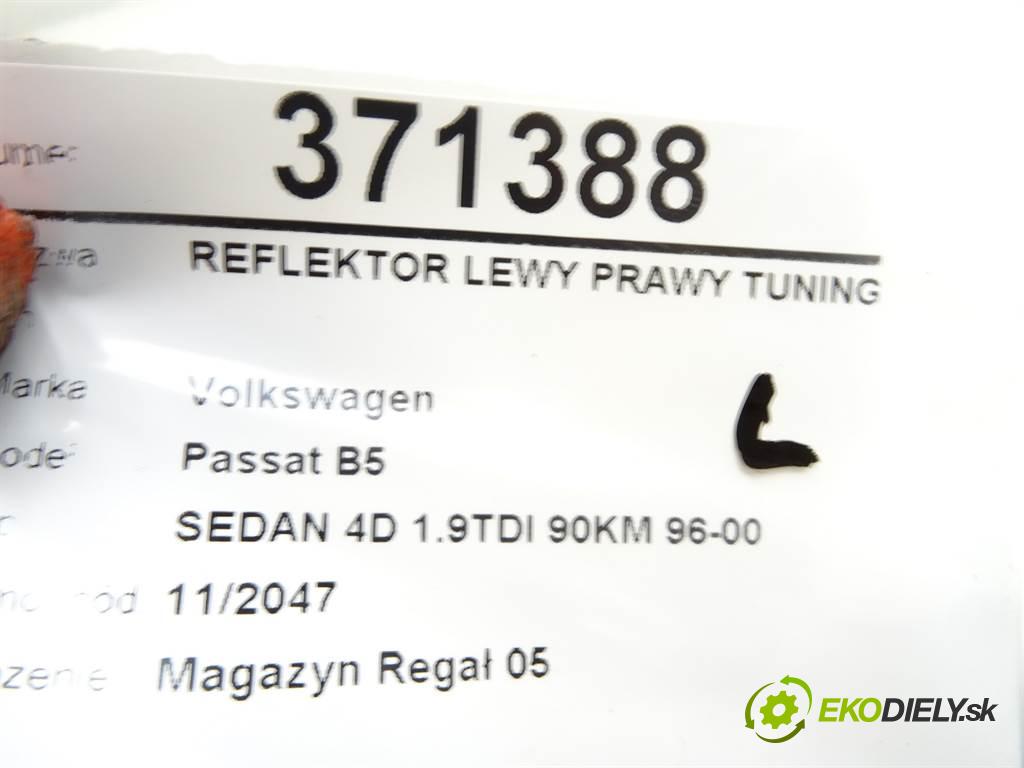 371388
REFLEKTOR LEWY PRAWY TUNING
Marka Volkswagen
Passat B5
L
SEDAN 4D 1.9TDI 90KM 96-00
11/2047
Magazyn Regał 05
EKODIELY.sk